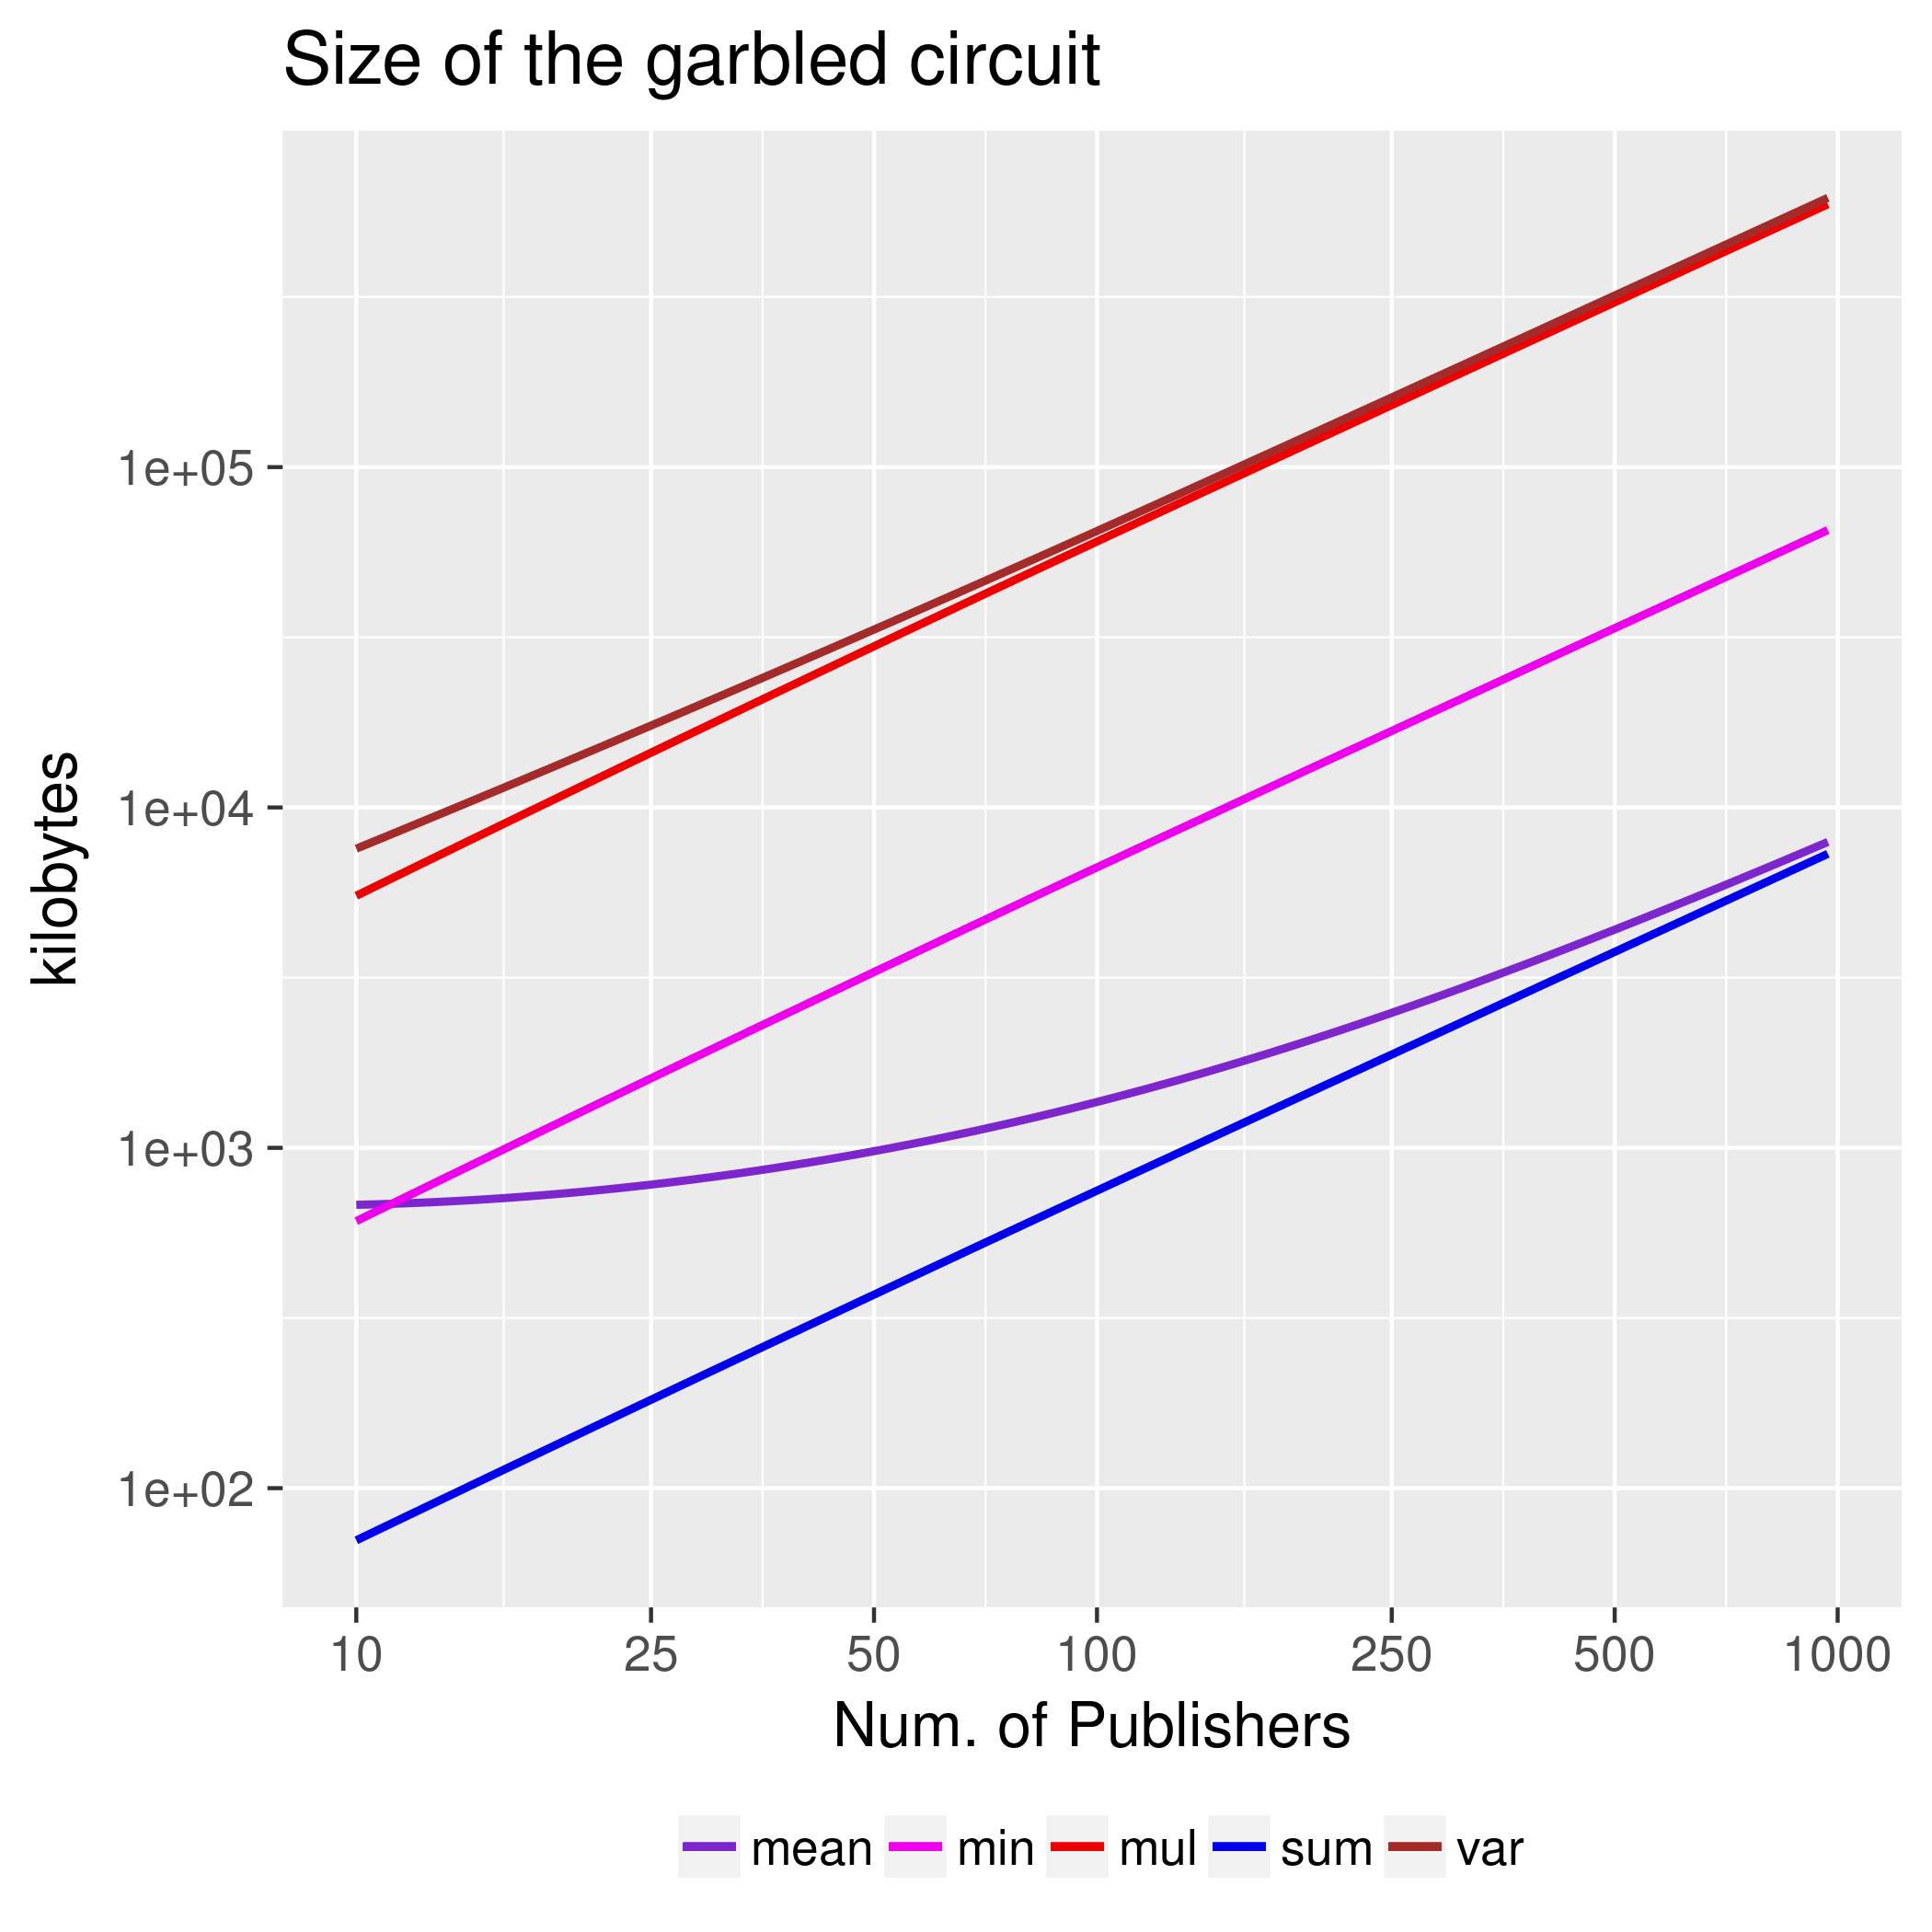 Size of the garbled circuit
kilobytes
1e+05
1e+04
1e+03
1e+02
10 25 50 100 250 500 1000
Num. of Publishers
mean min mul sum var